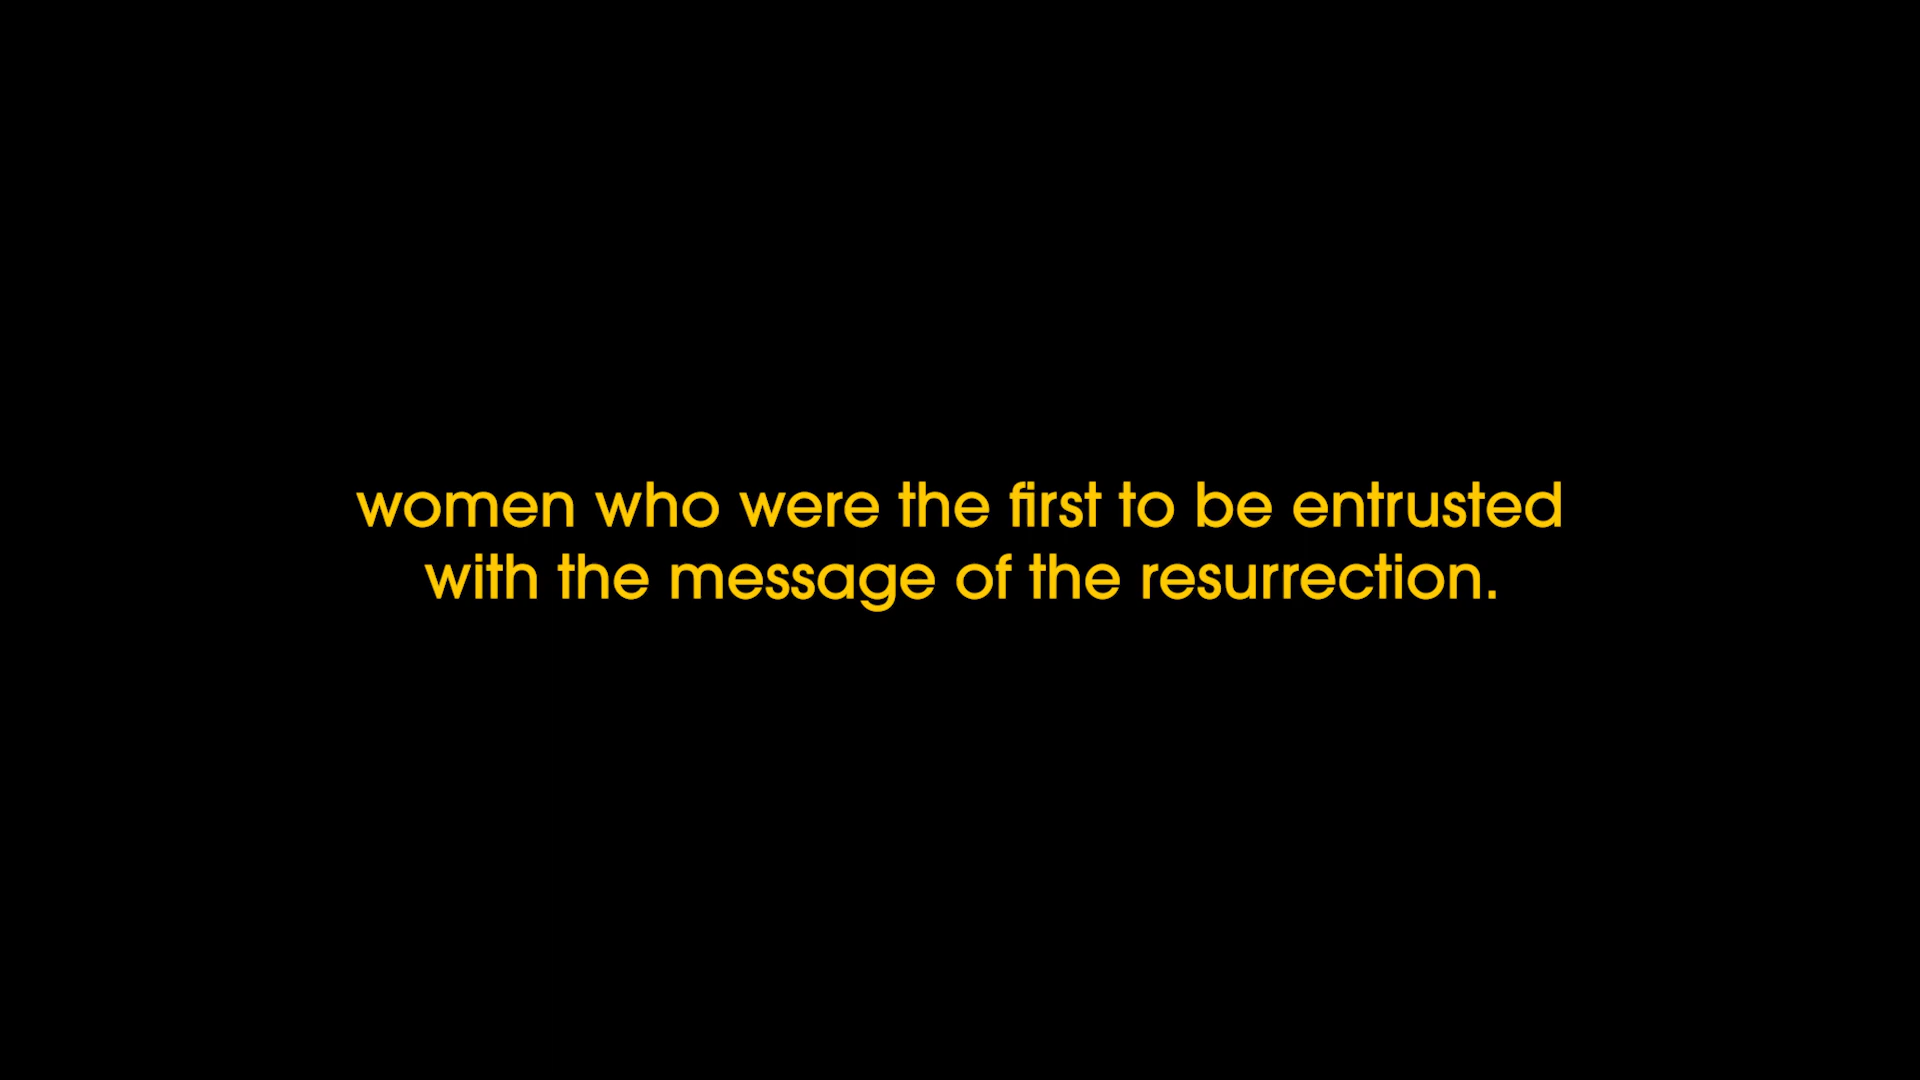 women who were the first to be entrusted
with the message of the resurrection.